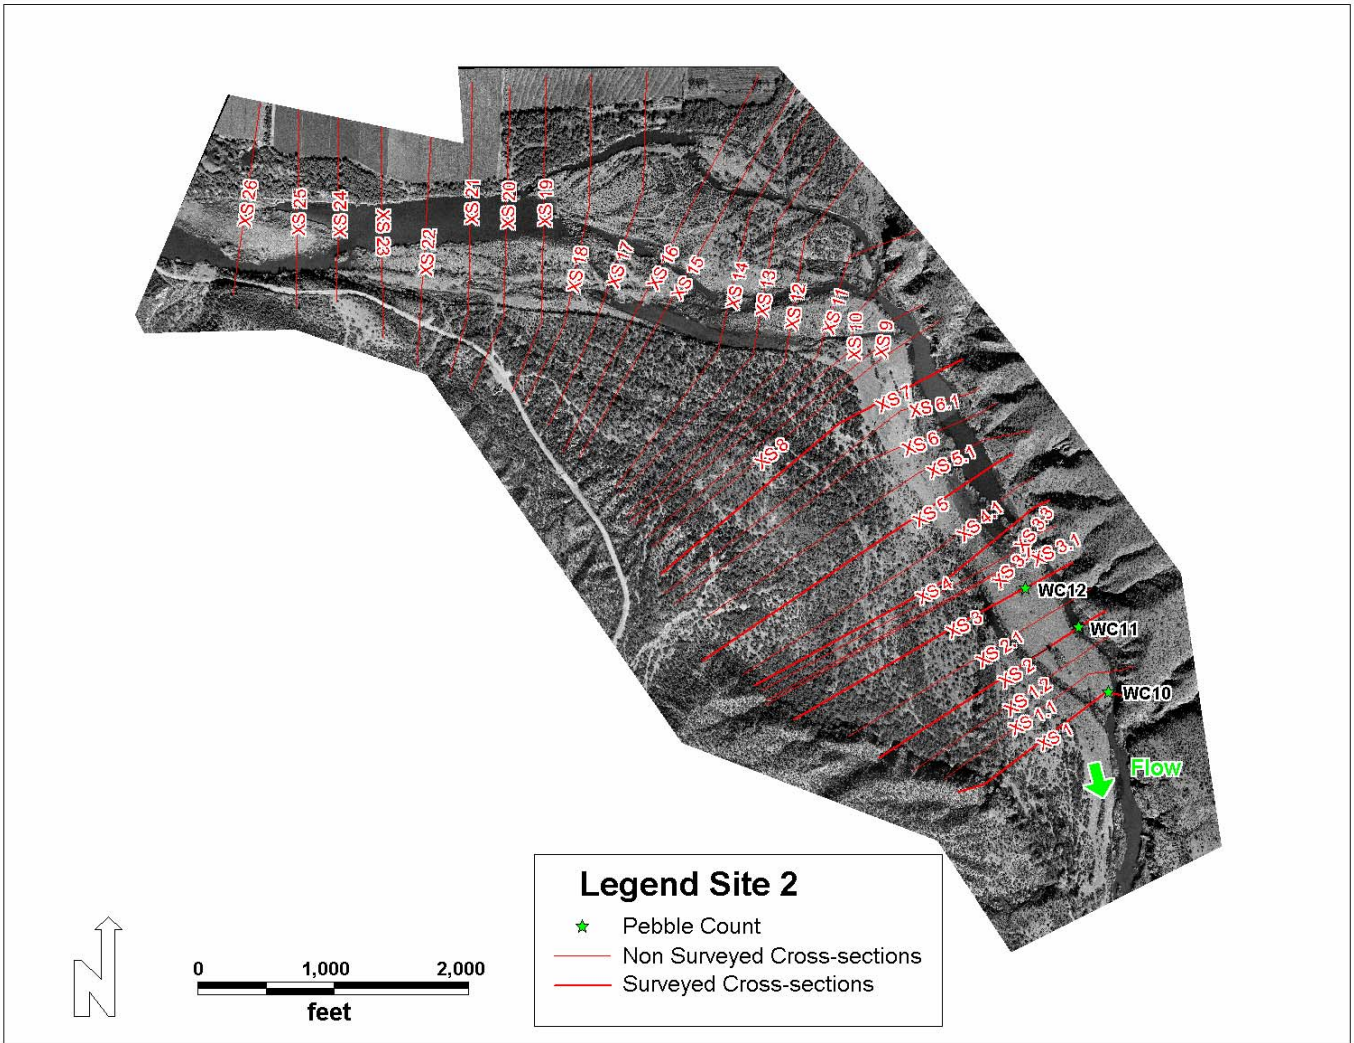 XS 26
XS 25
XS 24
XS 23
XS 22
XS 21
XS 20
XS 19
XS 18
XS 17
XS 16
XS 15
XS 14
XS 13
XS 12
XS 11
XS 10
XS 9
XS 8
XS 7
XS 6.1
XS 6
XS 5.1
XS 5
XS 4.1
XS 4
XS 3.3
XS 3.1
XS 3
XS 2.1
XS 2
XS 1.2
XS 1.1
XS 1
WC12
WC11
WC10
Flow
Legend Site 2
Pebble Count
Non Surveyed Cross-sections
Surveyed Cross-sections
N
0 1,000 2,000
feet